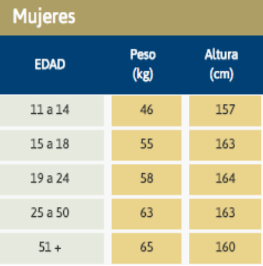 Mujeres
EDAD Peso (kg) Altura (cm)
11 a 14 46 157
15 a 18 55 163
19 a 24 58 164
25 a 50 63 163
51 + 65 160